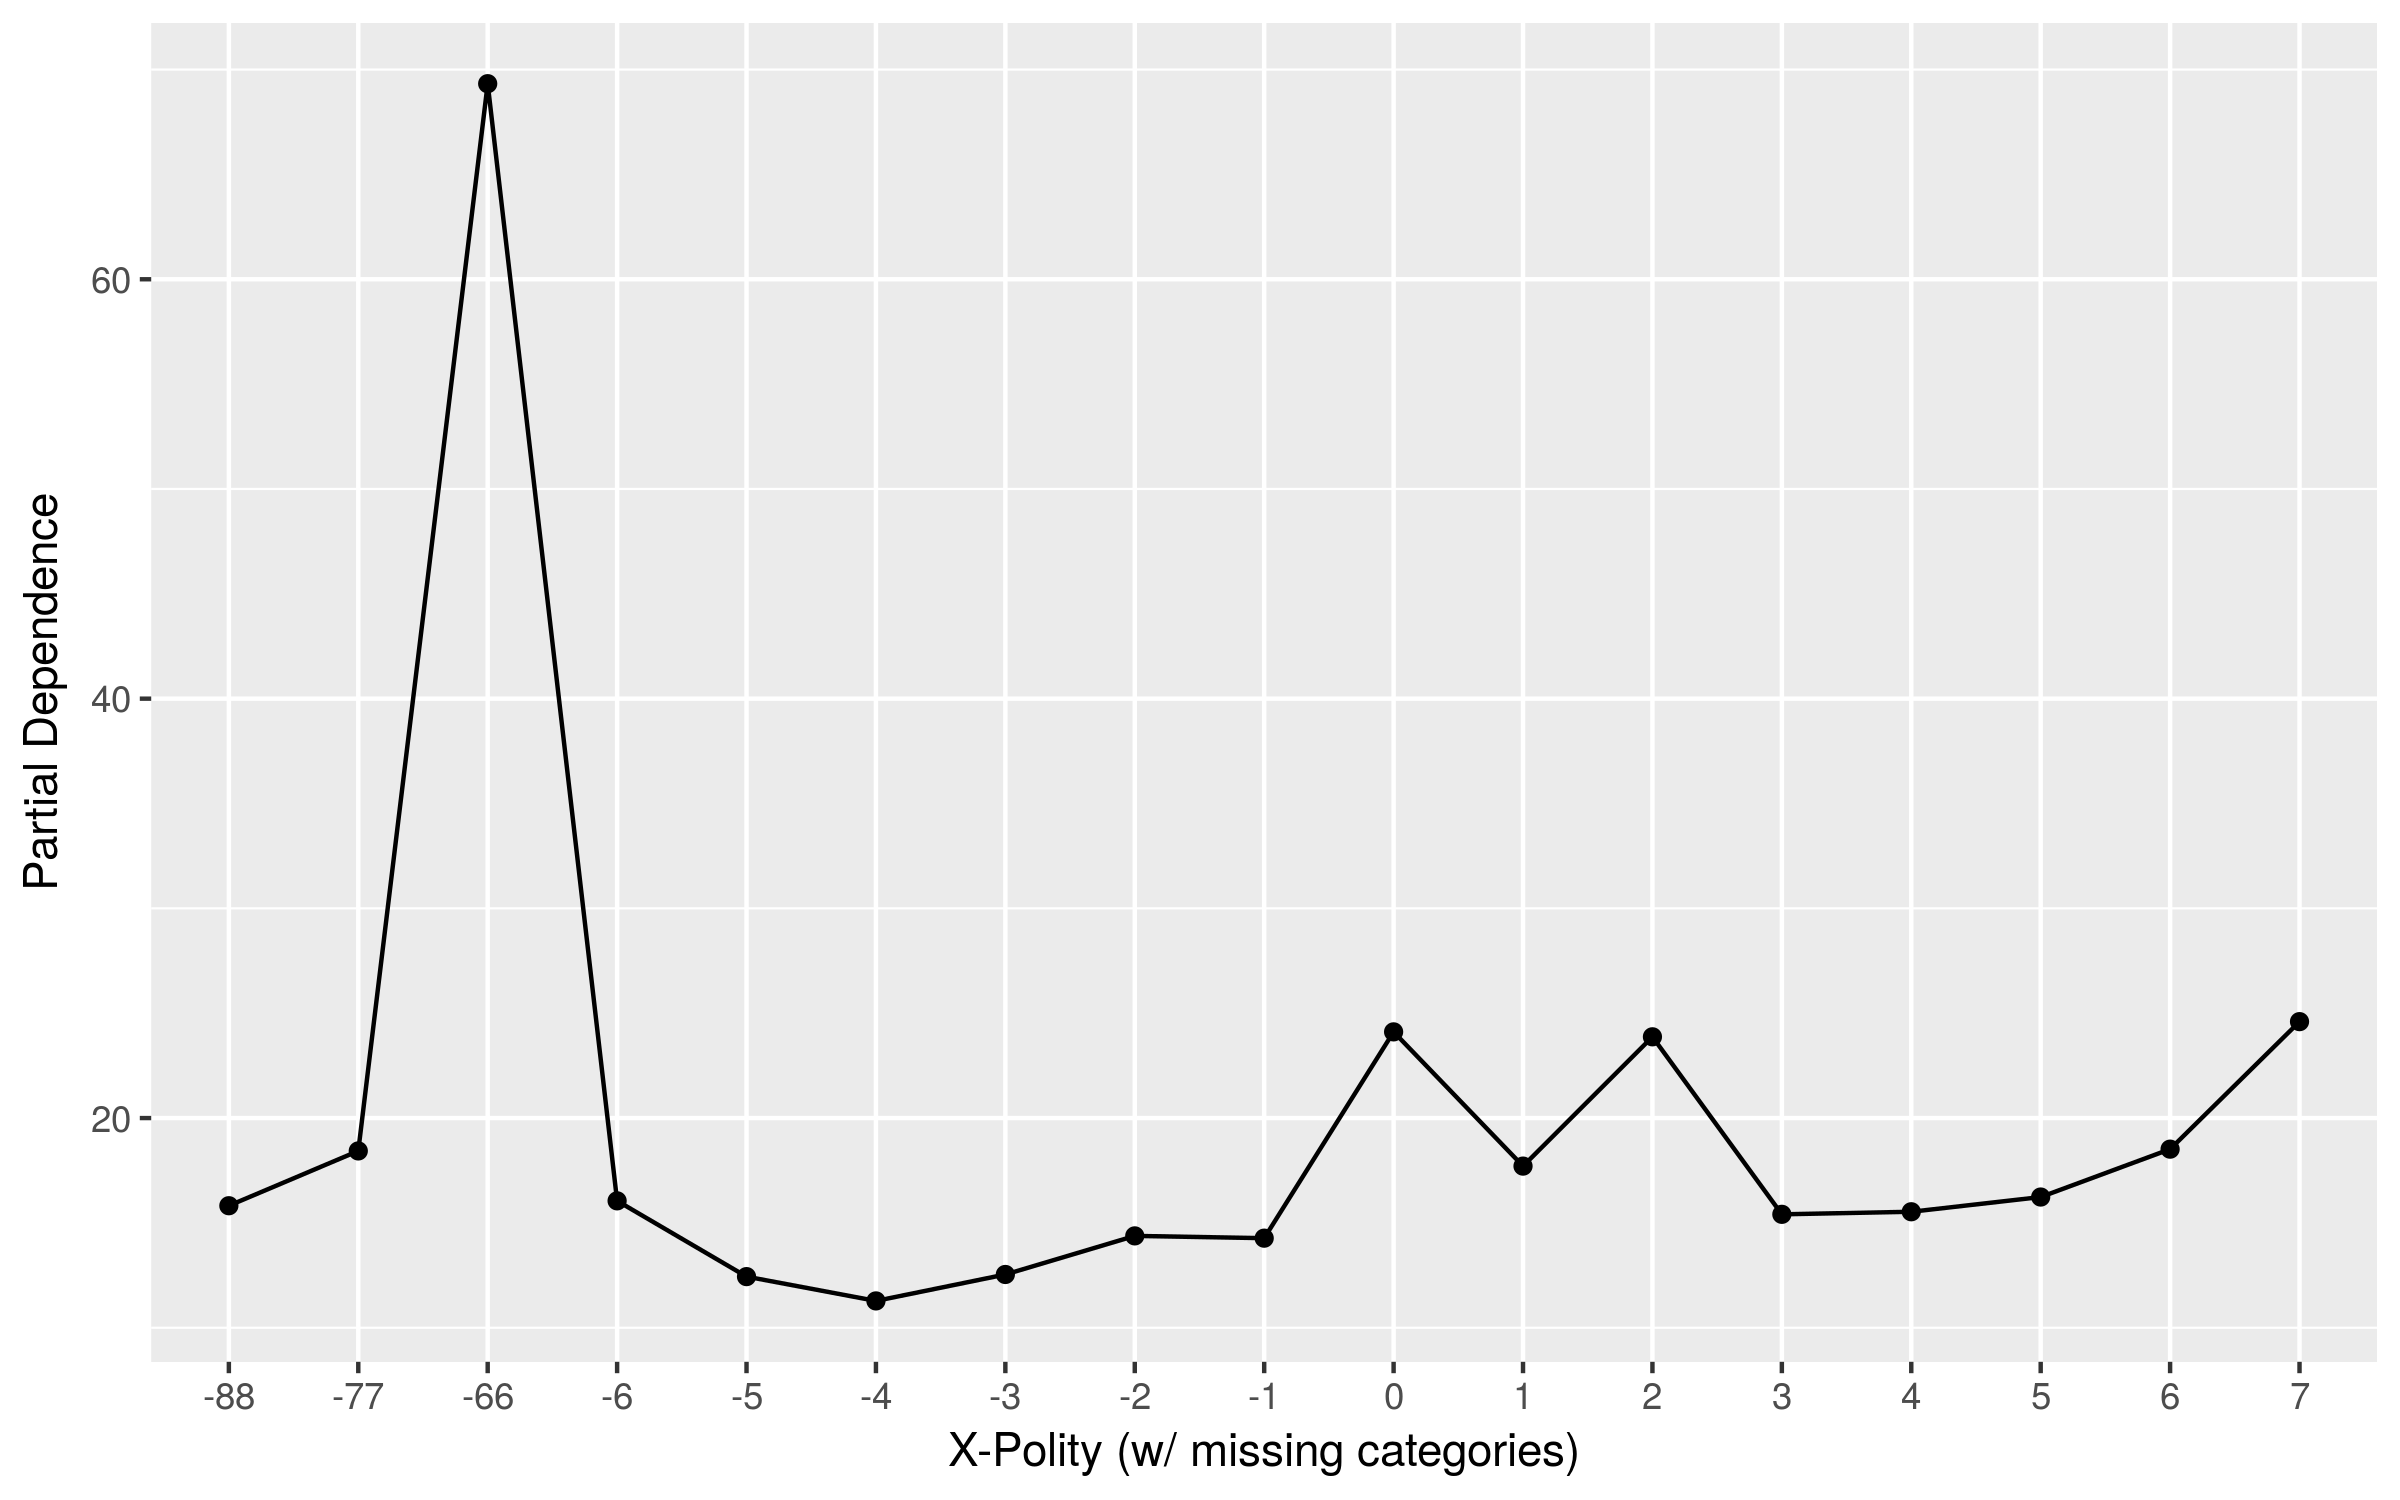 Partial Dependence
60
40
20
-88 -77 -66 -6 -5 -4 -3 -2 -1 0 1 2 3 4 5 6 7
X-Polity (w/ missing categories)